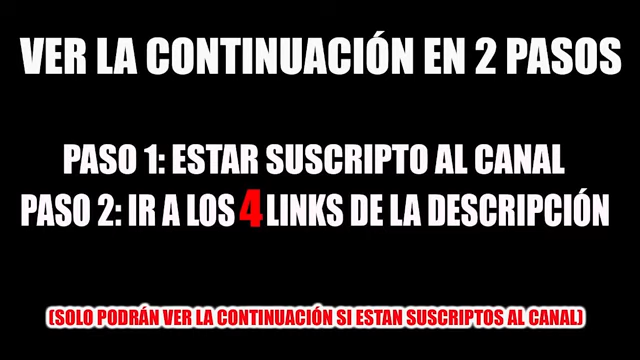 VER LA CONTINUACIÓN EN 2 PASOS
PASO 1: ESTAR SUSCRIPTO AL CANAL
PASO 2: IR A LOS 4 LINKS DE LA DESCRIPCIÓN
(SOLO PODRÁN VER LA CONTINUACIÓN SI ESTAN SUSCRIPTOS AL CANAL)